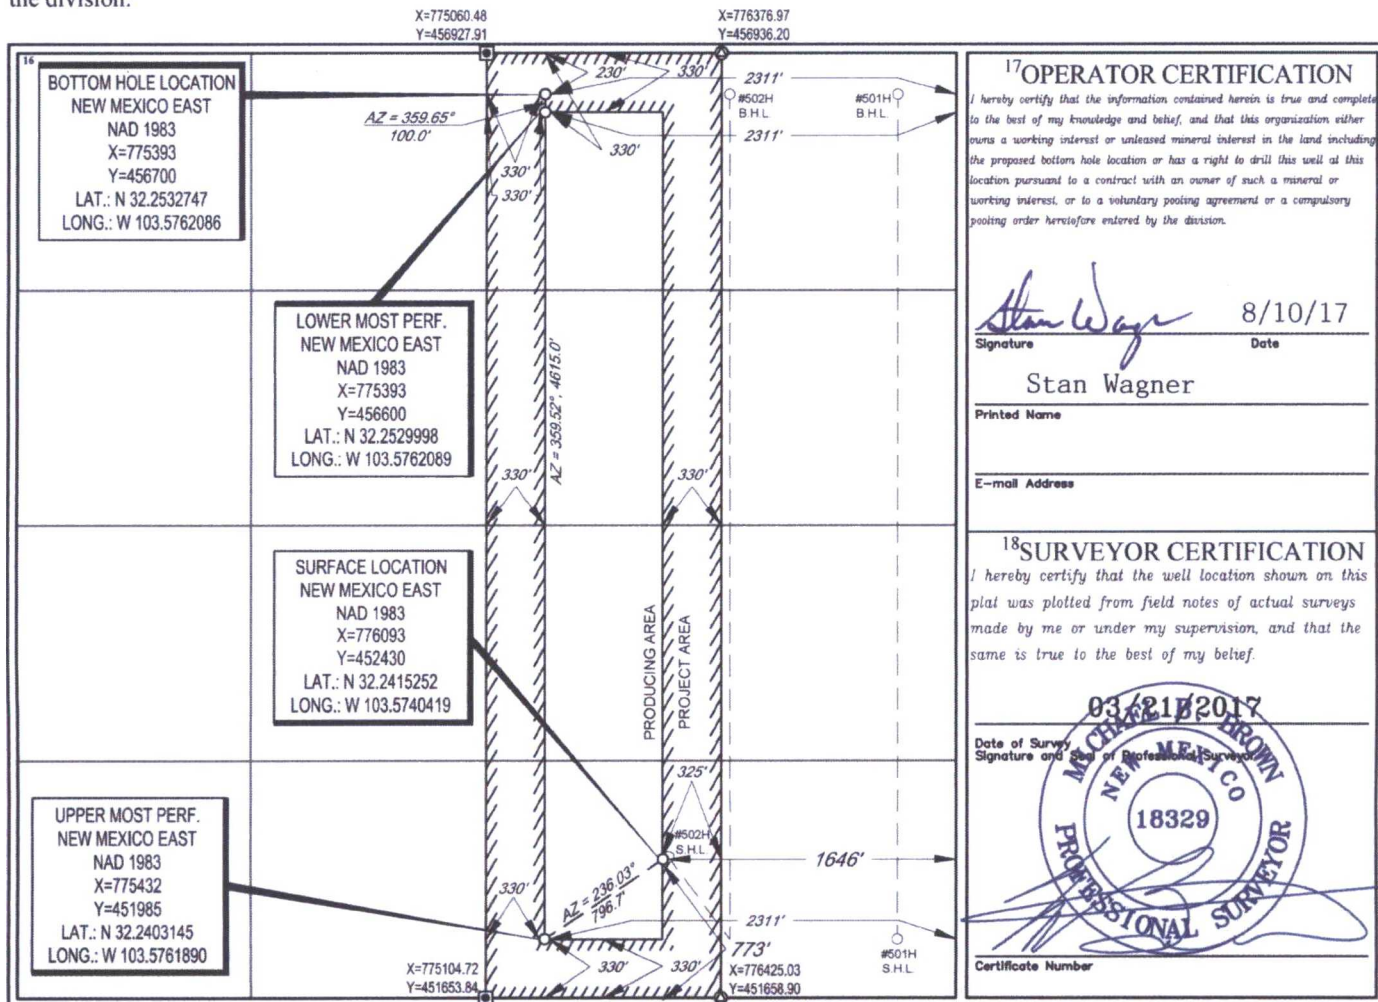 the division.
X=775060.48
Y=456927.91
X=776376.97
Y=456936.20
16
BOTTOM HOLE LOCATION
NEW MEXICO EAST
NAD 1983
X=775393
Y=456700
LAT.: N 32.2532747
LONG.: W 103.5762086
AZ = 359.65°
100.0'
230'
330'
2311'
#502H
B.H.L.
#501H
B.H.L.
2311'
330'
330'
330'
LOWER MOST PERF.
NEW MEXICO EAST
NAD 1983
X=775393
Y=456600
LAT.: N 32.2529998
LONG.: W 103.5762089
AZ = 359.52°, 4615.0'
330'
330'
SURFACE LOCATION
NEW MEXICO EAST
NAD 1983
X=776093
Y=452430
LAT.: N 32.2415252
LONG.: W 103.5740419
PRODUCING AREA
PROJECT AREA
325'
#502H
S.H.L.
1646'
UPPER MOST PERF.
NEW MEXICO EAST
NAD 1983
X=775432
Y=451985
LAT.: N 32.2403145
LONG.: W 103.5761890
330'
AZ = 236.03°
796.7'
2311'
773'
#501H
S.H.L.
330'
330'
X=775104.72
Y=451653.84
X=776425.03
Y=451658.90
17 OPERATOR CERTIFICATION
I hereby certify that the information contained herein is true and complete
to the best of my knowledge and belief, and that this organization either
owns a working interest or unleased mineral interest in the land including
the proposed bottom hole location or has a right to drill this well at this
location pursuant to a contract with an owner of such a mineral or
working interest, or to a voluntary pooling agreement or a compulsory
pooling order heretofore entered by the division.
Stan Wagner 8/10/17
Signature Date
Stan Wagner
Printed Name
E-mail Address
18 SURVEYOR CERTIFICATION
I hereby certify that the well location shown on this
plat was plotted from field notes of actual surveys
made by me or under my supervision, and that the
same is true to the best of my belief.
03/21/2017
Date of Survey
Signature and Seal of Professional Surveyor
MICHAEL B. BROWN
NEW MEXICO
18329
PROFESSIONAL SURVEYOR
Certificate Number